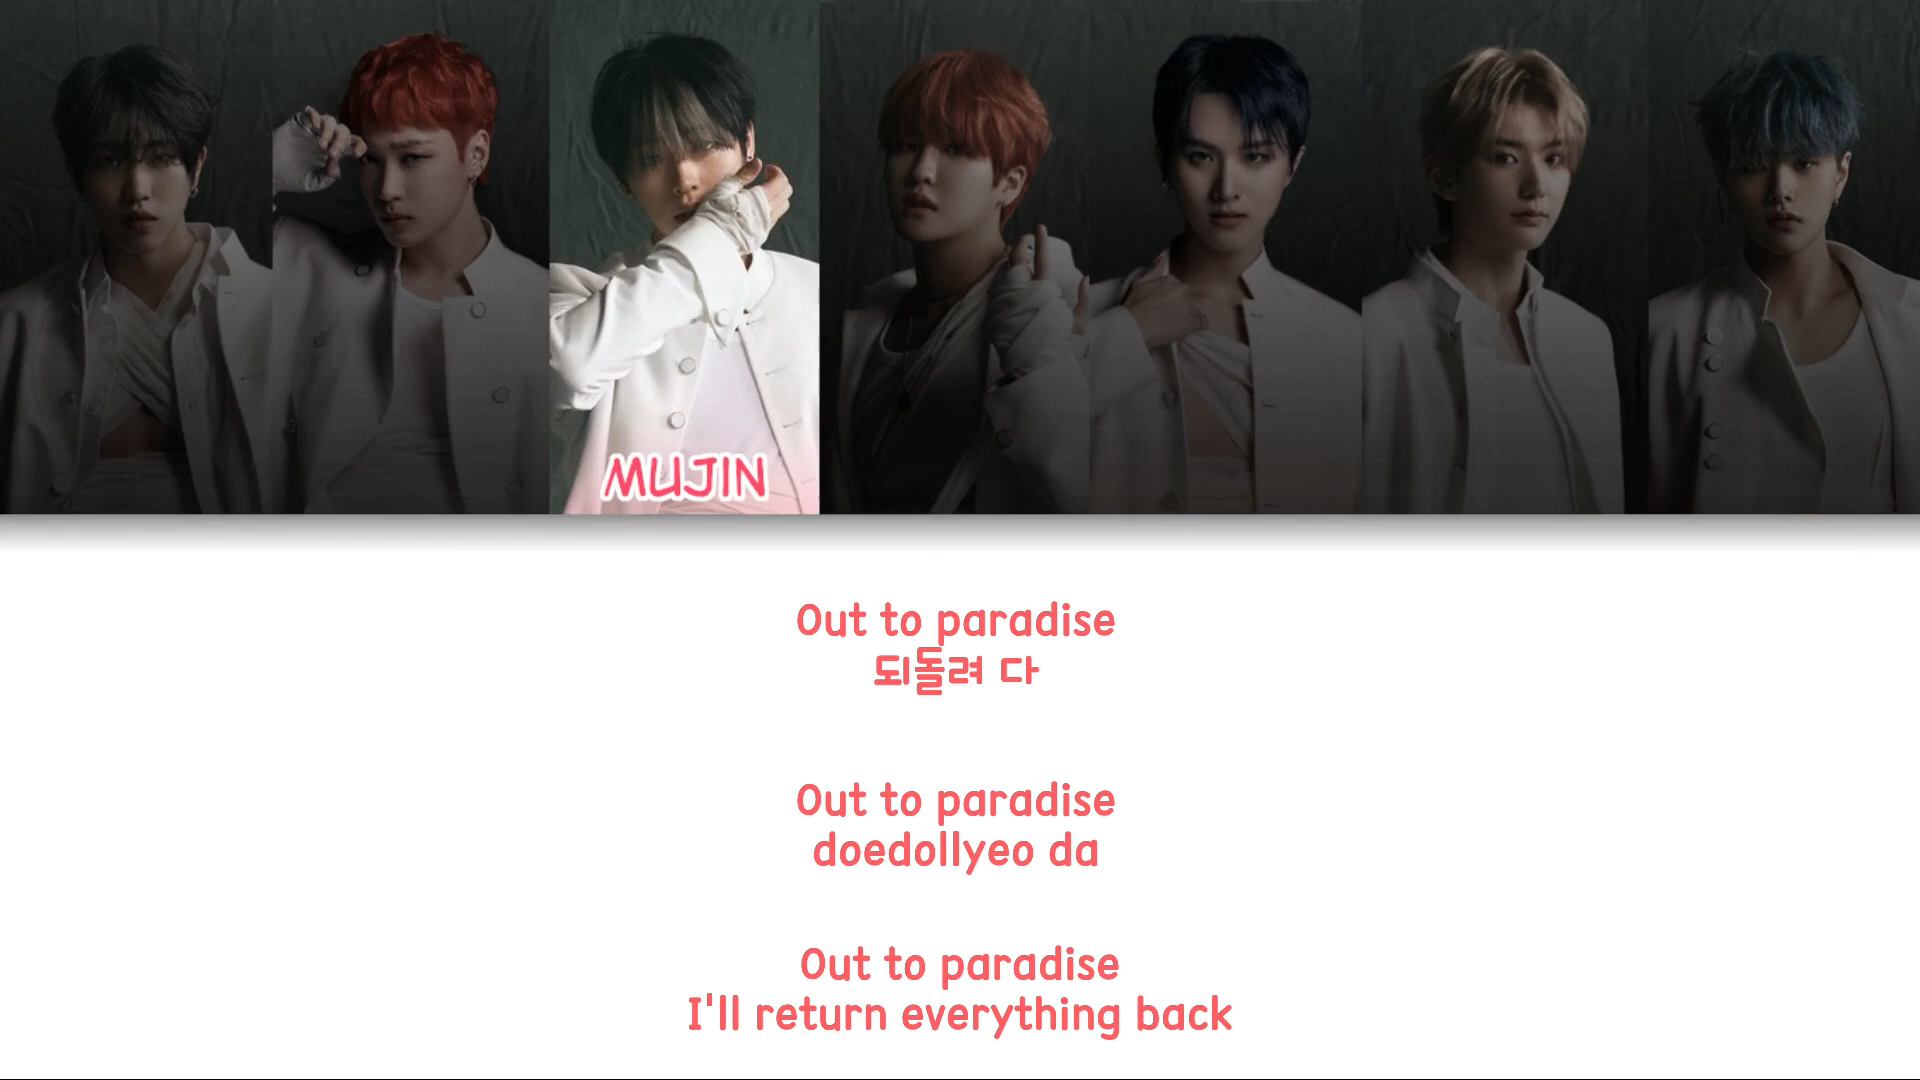 MUJIN
Out to paradise
되돌려 다
Out to paradise
doedollyeo da
Out to paradise
I'll return everything back